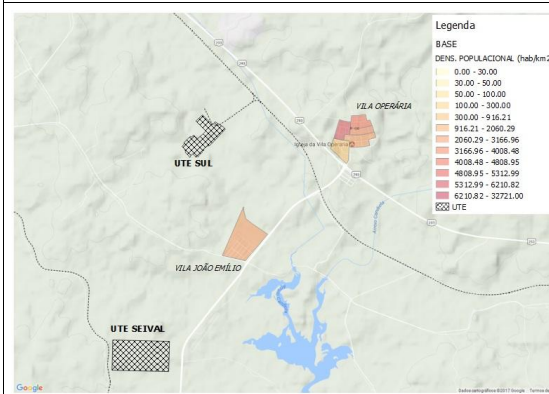 Legenda
BASE
DENS. POPULACIONAL (hab/km2
0.00 - 30.00
30.00 - 50.00
50.00 - 100.00
100.00 - 300.00
300.00 - 916.21
916.21 - 2060.29
2060.29 - 3166.96
3166.96 - 4008.48
4008.48 - 4808.95
4808.95 - 5312.99
5312.99 - 6210.82
6210.82 - 32721.00
UTE
VILA OPERÁRIA
Igreja da Vila Operaria
UTE SUL
VILA JOÃO EMÍLIO
UTE SEIVAL
Google